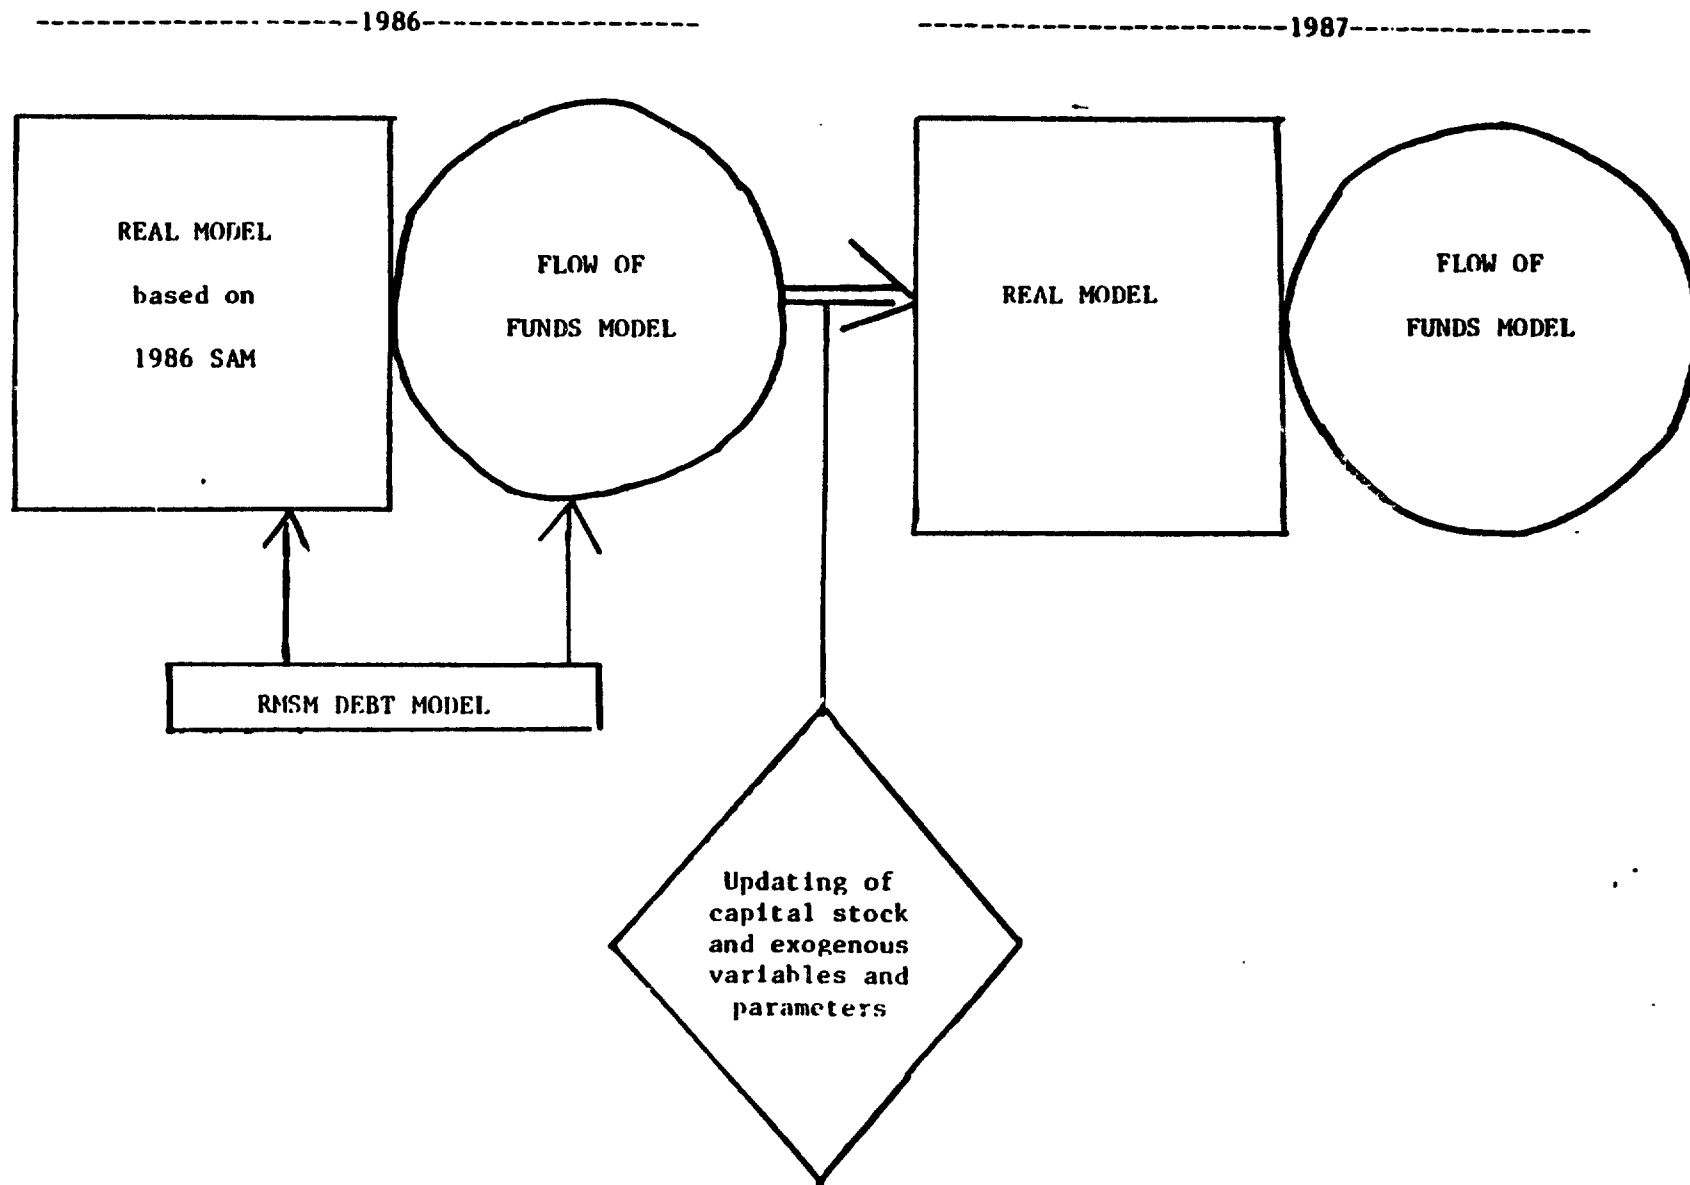 1986
1987
REAL MODEL
based on
1986 SAM
FLOW OF
FUNDS MODEL
REAL MODEL
FLOW OF
FUNDS MODEL
RMSM DEBT MODEL
Updating of
capital stock
and exogenous
variables and
parameters